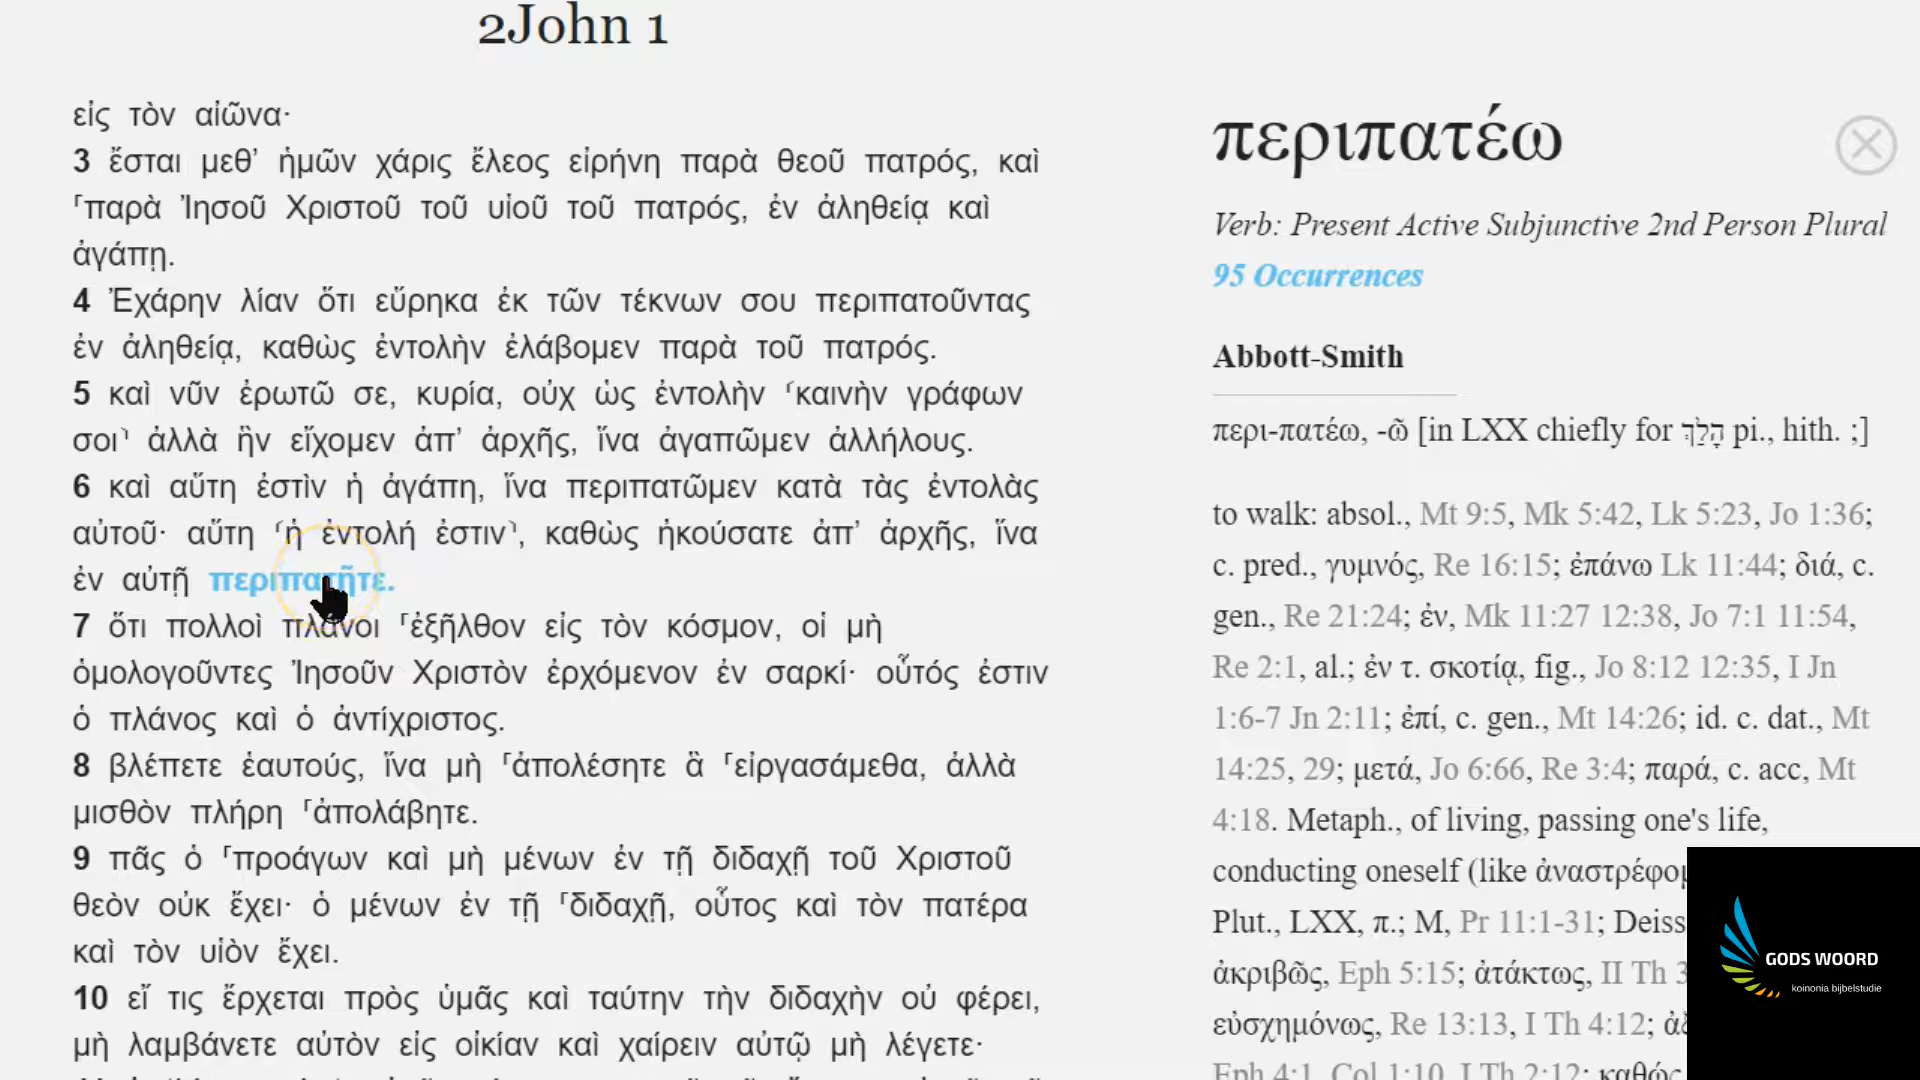 2John 1
εἰς τὸν αἰῶνα·
3 ἔσται μεθ’ ἡμῶν χάρις ἔλεος εἰρήνη παρὰ θεοῦ πατρός, καὶ
⸀παρὰ Ἰησοῦ Χριστοῦ τοῦ υἱοῦ τοῦ πατρός, ἐν ἀληθείᾳ καὶ
ἀγάπῃ.
4 Ἐχάρην λίαν ὅτι εὕρηκα ἐκ τῶν τέκνων σου περιπατοῦντας
ἐν ἀληθείᾳ, καθὼς ἐντολὴν ἐλάβομεν παρὰ τοῦ πατρός.
5 καὶ νῦν ἐρωτῶ σε, κυρία, οὐχ ὡς ἐντολὴν ⸂καινὴν γράφων
σοι⸃ ἀλλὰ ἣν εἴχομεν ἀπ’ ἀρχῆς, ἵνα ἀγαπῶμεν ἀλλήλους.
6 καὶ αὕτη ἐστὶν ἡ ἀγάπη, ἵνα περιπατῶμεν κατὰ τὰς ἐντολὰς
αὐτοῦ· αὕτη ⸂ἡ ἐντολή ἐστιν⸃, καθὼς ἠκούσατε ἀπ’ ἀρχῆς, ἵνα
ἐν αὐτῇ περιπατῆτε.
7 ὅτι πολλοὶ πλάνοι ⸀ἐξῆλθον εἰς τὸν κόσμον, οἱ μὴ
ὁμολογοῦντες Ἰησοῦν Χριστὸν ἐρχόμενον ἐν σαρκί· οὗτός ἐστιν
ὁ πλάνος καὶ ὁ ἀντίχριστος.
8 βλέπετε ἑαυτούς, ἵνα μὴ ⸀ἀπολέσητε ἃ ⸀εἰργασάμεθα, ἀλλὰ
μισθὸν πλήρη ⸀ἀπολάβητε.
9 πᾶς ὁ ⸀προάγων καὶ μὴ μένων ἐν τῇ διδαχῇ τοῦ Χριστοῦ
θεὸν οὐκ ἔχει· ὁ μένων ἐν τῇ ⸀διδαχῇ, οὗτος καὶ τὸν πατέρα
καὶ τὸν υἱὸν ἔχει.
10 εἴ τις ἔρχεται πρὸς ὑμᾶς καὶ ταύτην τὴν διδαχὴν οὐ φέρει,
μὴ λαμβάνετε αὐτὸν εἰς οἰκίαν καὶ χαίρειν αὐτῷ μὴ λέγετε·
περιπατέω
Verb: Present Active Subjunctive 2nd Person Plural
95 Occurrences
Abbott-Smith
περι-πατέω, -ῶ [in LXX chiefly for הָלַךְ pi., hith. ;]
to walk: absol., Mt 9:5, Mk 5:42, Lk 5:23, Jo 1:36;
c. pred., γυμνός, Re 16:15; ἐπάνω Lk 11:44; διά, c.
gen., Re 21:24; ἐν, Mk 11:27 12:38, Jo 7:1 11:54,
Re 2:1, al.; ἐν τ. σκοτίᾳ, fig., Jo 8:12 12:35, I Jn
1:6-7 Jn 2:11; ἐπί, c. gen., Mt 14:26; id. c. dat., Mt
14:25, 29; μετά, Jo 6:66, Re 3:4; παρά, c. acc, Mt
4:18. Metaph., of living, passing one's life,
conducting oneself (like
Plut., LXX, π.; M, Pr 11:1-31; Deiss
ἀκριβῶς, Eph 5:15; ἀτάκτως, II Th 3
εὐσχημόνως, Re 13:13, I Th 4:12;
Eph 4:1, Col 1:10, I Th 2:12; καθώς
GODS WOORD
koinonia bijbelstudie